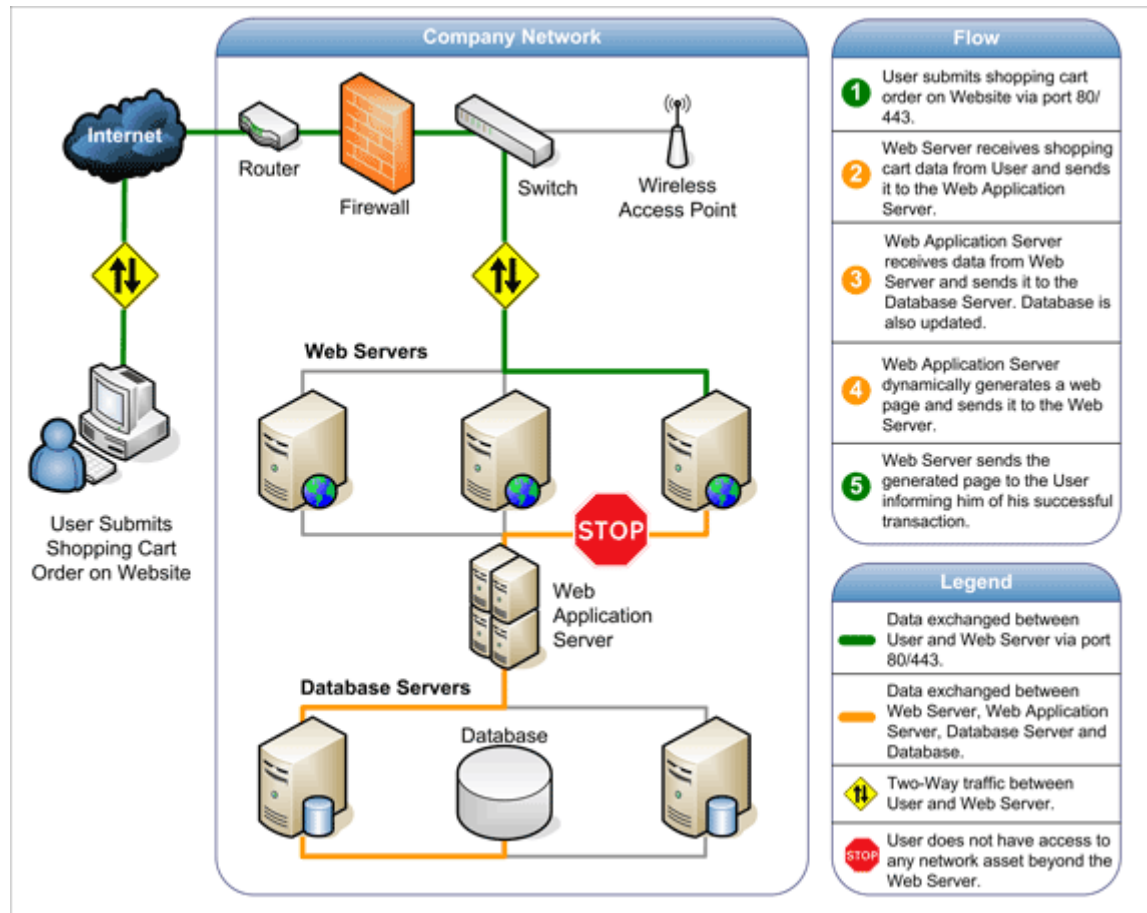 Company Network
Internet
Router
Firewall
Switch
Wireless
Access Point
Web Servers
User Submits
Shopping Cart
Order on Website
STOP
Web
Application
Server
Database Servers
Database
Flow
1
User submits shopping cart
order on Website via port 80/
443.
2
Web Server receives shopping
cart data from User and sends
it to the Web Application
Server.
3
Web Application Server
receives data from Web
Server and sends it to the
Database Server. Database is
also updated.
4
Web Application Server
dynamically generates a web
page and sends it to the Web
Server.
5
Web Server sends the
generated page to the User
informing him of his successful
transaction.
Legend
Data exchanged between
User and Web Server via port
80/443.
Data exchanged between
Web Server, Web Application
Server, Database Server and
Database.
Two-Way traffic between
User and Web Server.
STOP
User does not have access to
any network asset beyond the
Web Server.